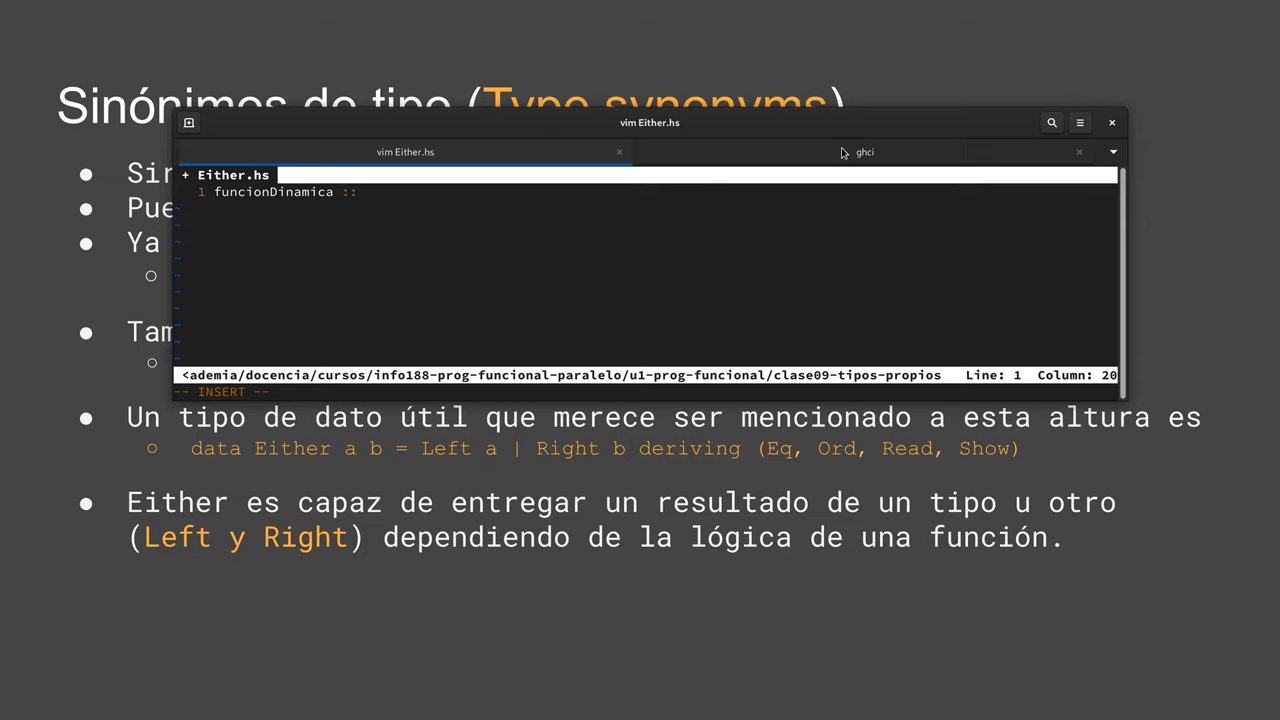 Sinónimos de tipo (Type synonyms)
vim Either.hs
vim Either.hs × ghci ×
+ Either.hs
1 funcionDinamica ::
~
~
~
~
~
~
~
~
~
~
<ademia/docencia/cursos/info188-prog-funcional-paralelo/u1-prog-funcional/clase09-tipos-propios Line: 1 Column: 20
-- INSERT --
● Ya
● Un tipo de dato útil que merece ser mencionado a esta altura es
○ data Either a b = Left a | Right b deriving (Eq, Ord, Read, Show)
● Either es capaz de entregar un resultado de un tipo u otro
(Left y Right) dependiendo de la lógica de una función.